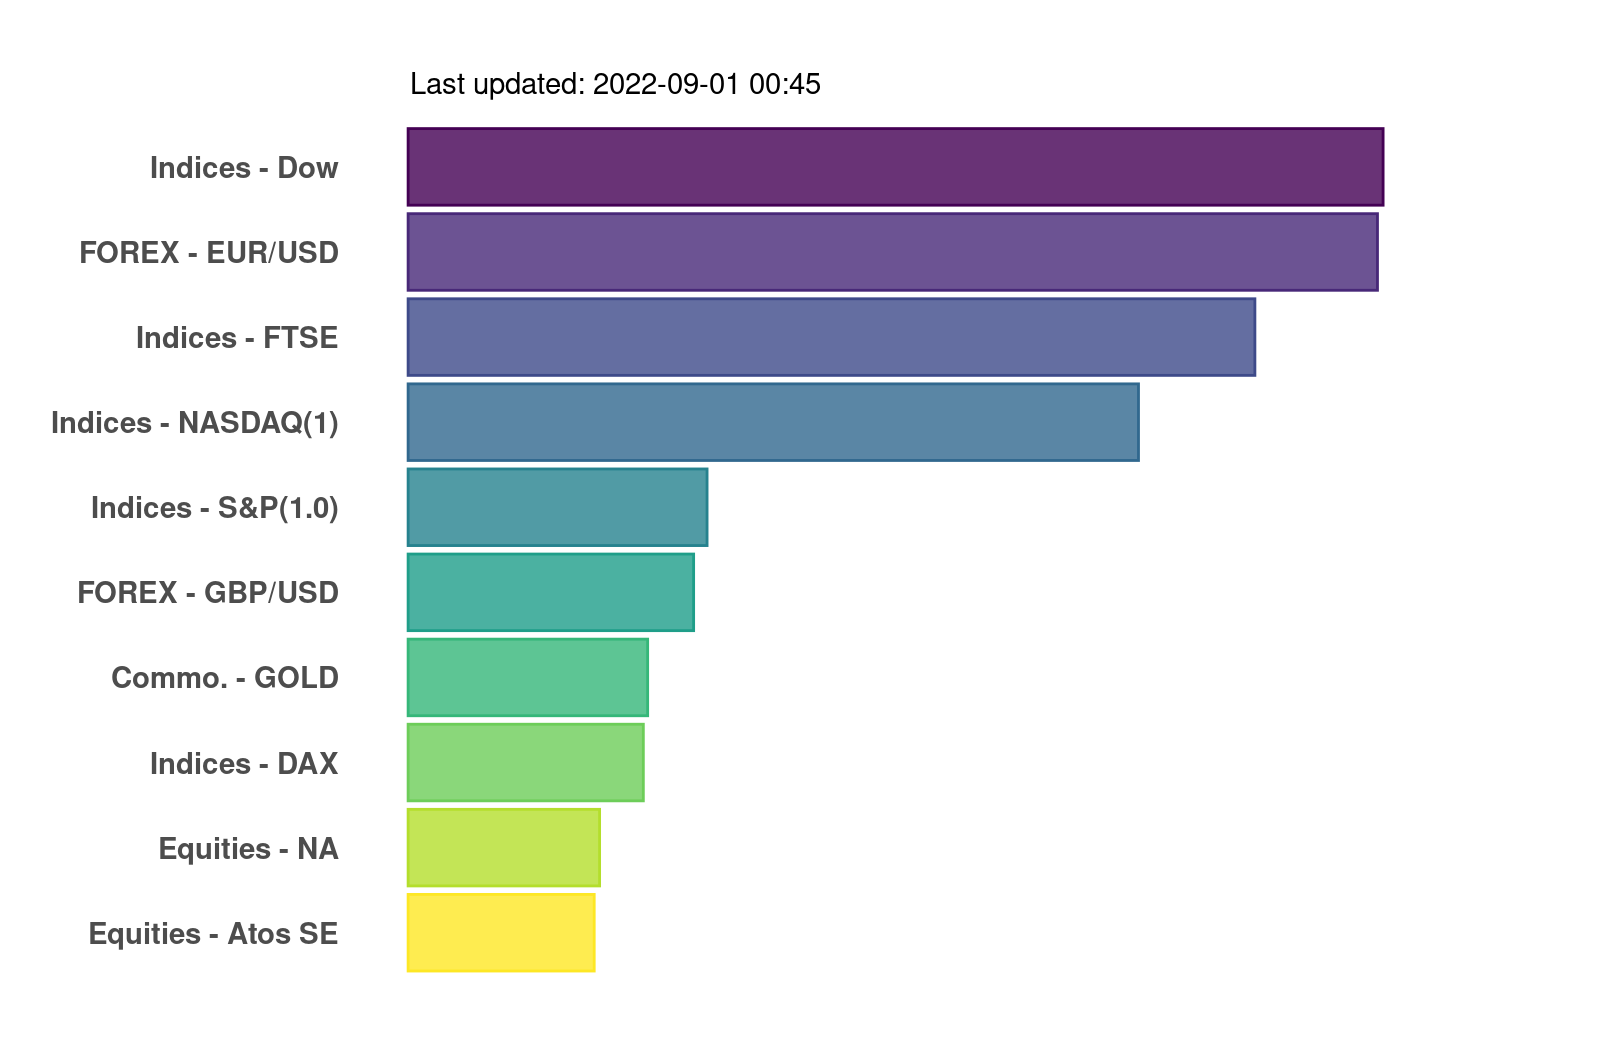 Last updated: 2022-09-01 00:45
Indices - Dow
FOREX - EUR/USD
Indices - FTSE
Indices - NASDAQ(1)
Indices - S&P(1.0)
FOREX - GBP/USD
Commo. - GOLD
Indices - DAX
Equities - NA
Equities - Atos SE